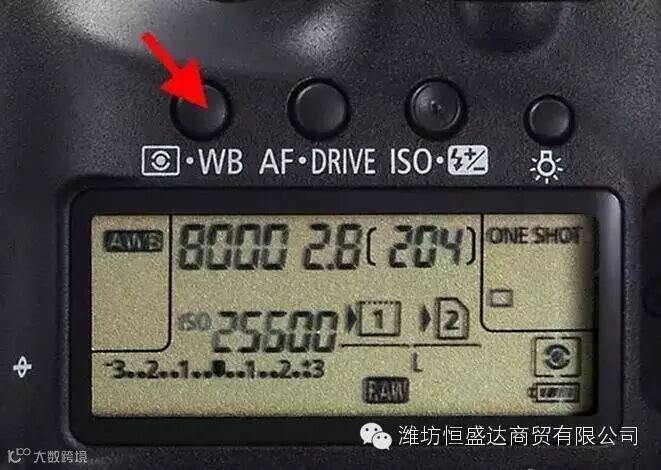 WB AF·DRIVE ISO·
AWB 8000 2.8 ( 204 ) ONE SHOT
ISO 25600 1 2
-3..2..1..0..1..2.:+3 L
RAW
潍坊恒盛达商贸有限公司
大数跨境